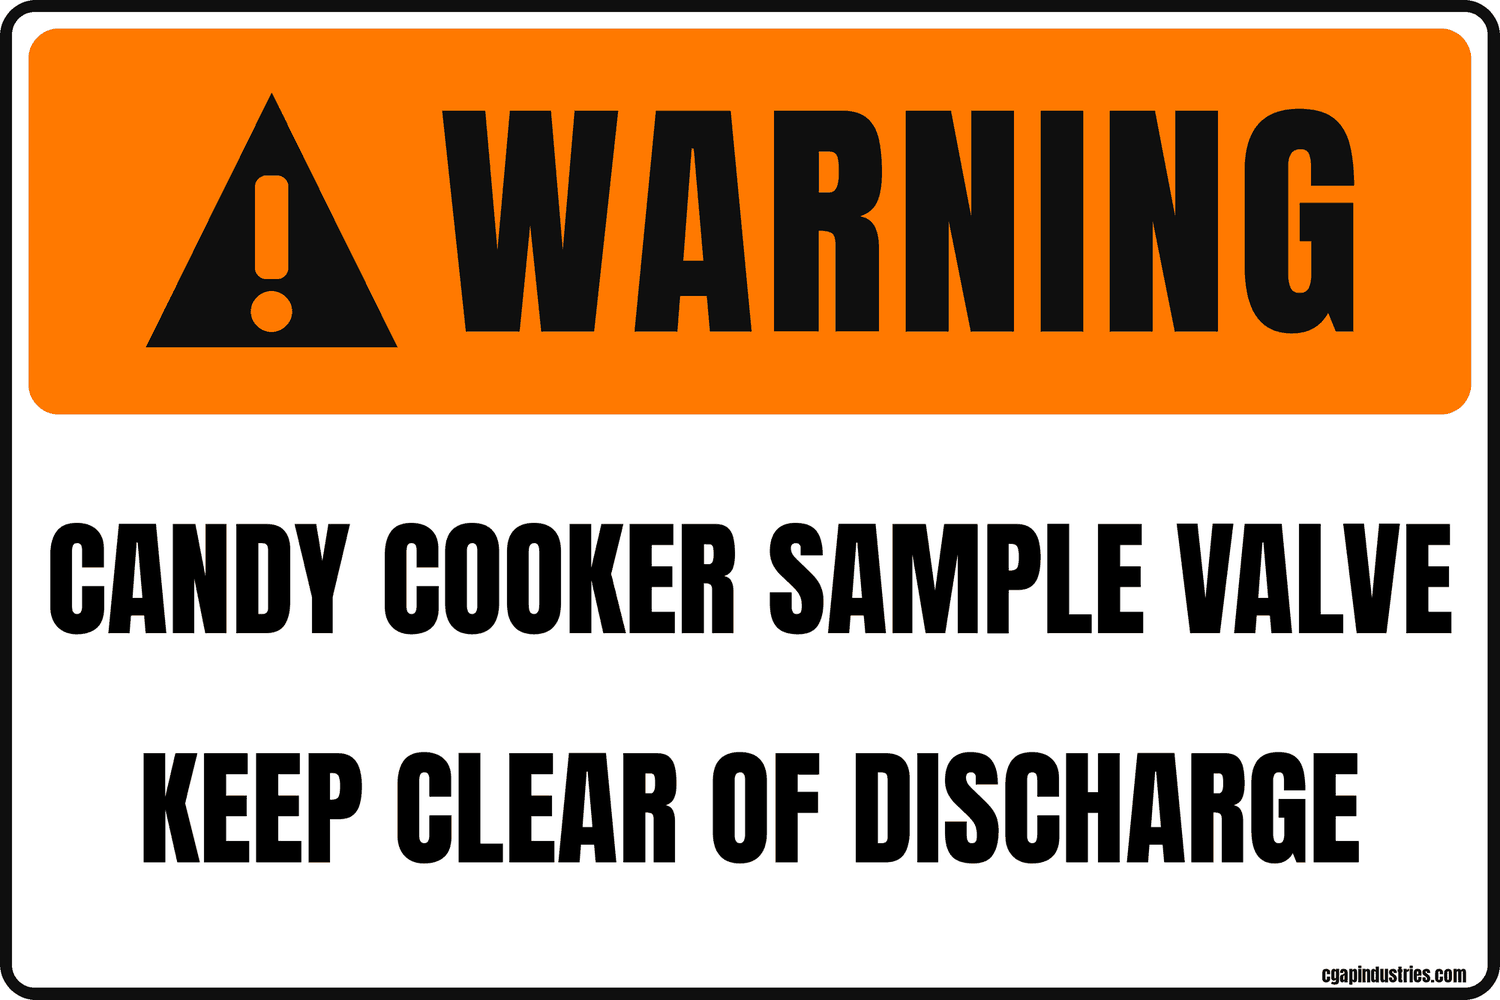 WARNING
CANDY COOKER SAMPLE VALVE
KEEP CLEAR OF DISCHARGE
cgapindustries.com